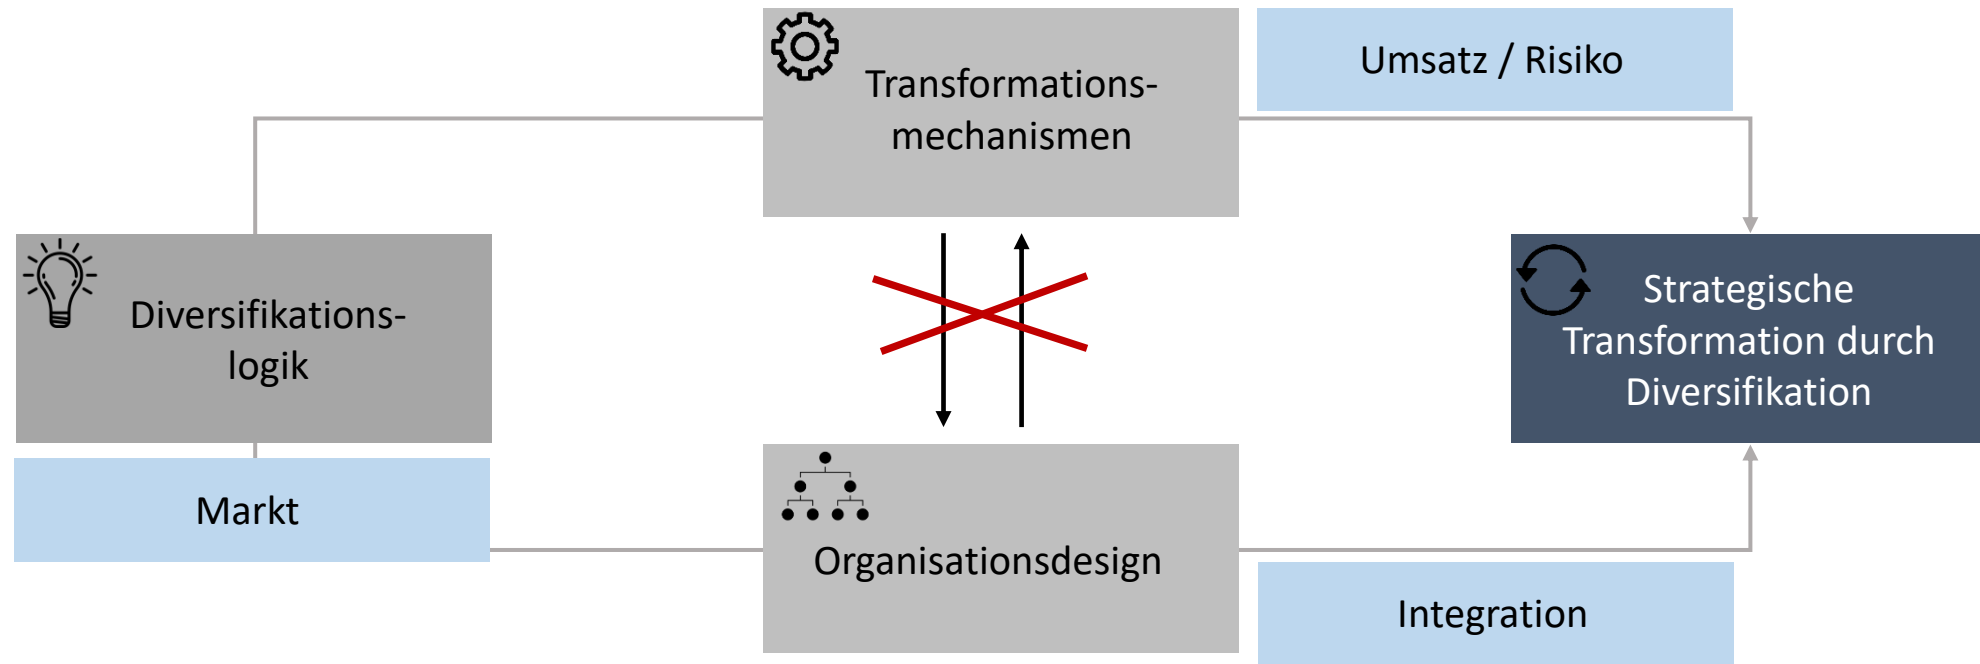 Umsatz / Risiko
Transformations-
mechanismen
Diversifikations-
logik
Strategische
Transformation durch
Diversifikation
Markt
Organisationsdesign
Integration